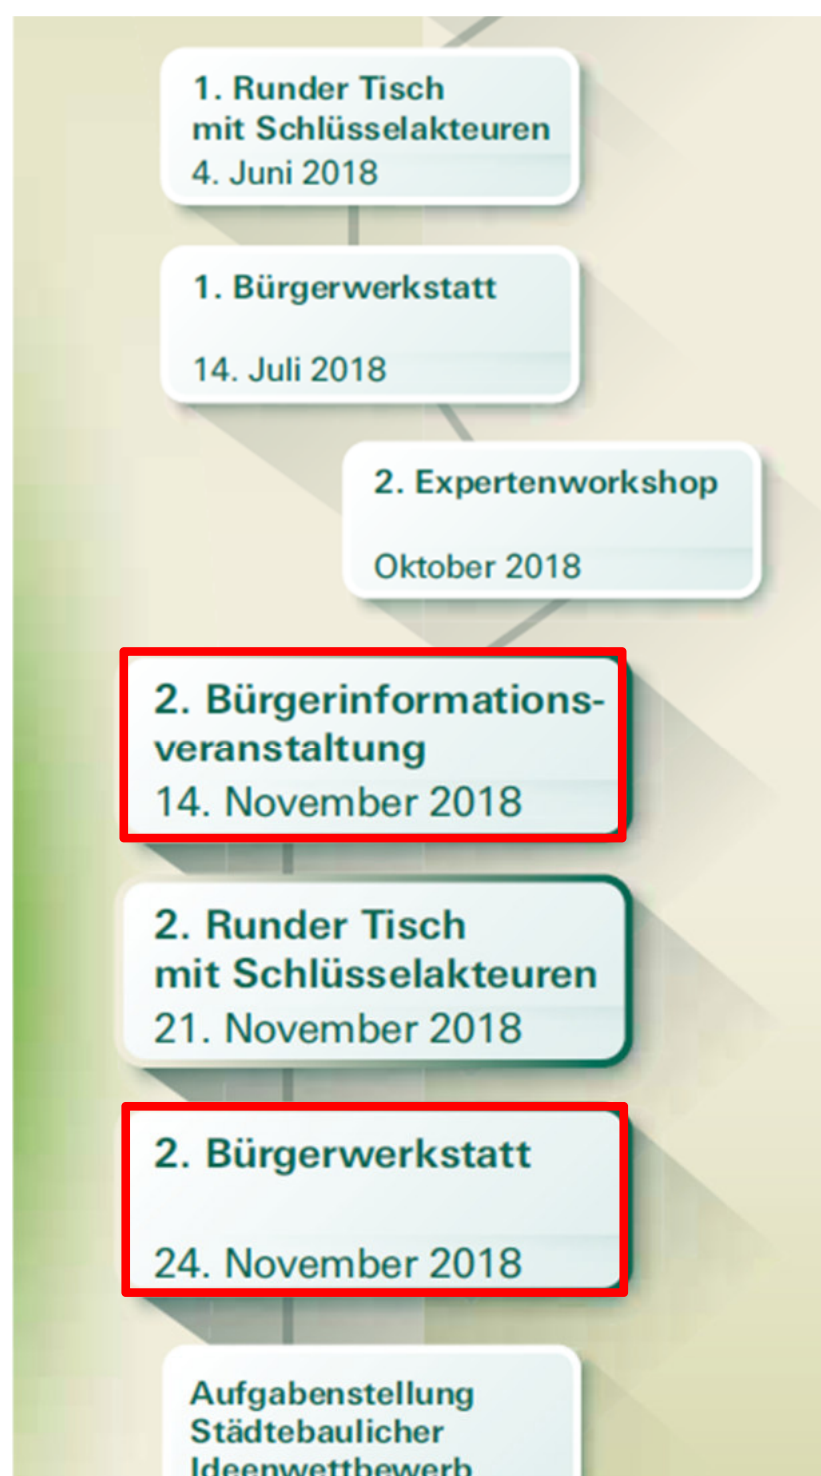 1. Runder Tisch
mit Schlüsselakteuren
4. Juni 2018
1. Bürgerwerkstatt
14. Juli 2018
2. Expertenworkshop
Oktober 2018
2. Bürgerinformations-
veranstaltung
14. November 2018
2. Runder Tisch
mit Schlüsselakteuren
21. November 2018
2. Bürgerwerkstatt
24. November 2018
Aufgabenstellung
Städtebaulicher
Ideenwettbewerb